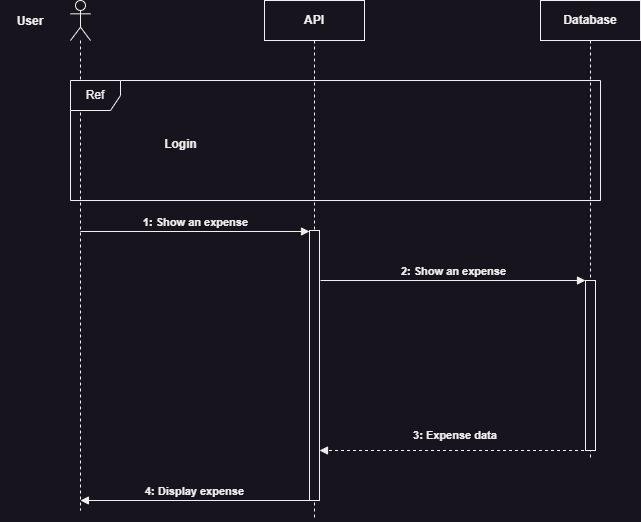 User
API
Database
Ref
Login
1: Show an expense
2: Show an expense
3: Expense data
4: Display expense